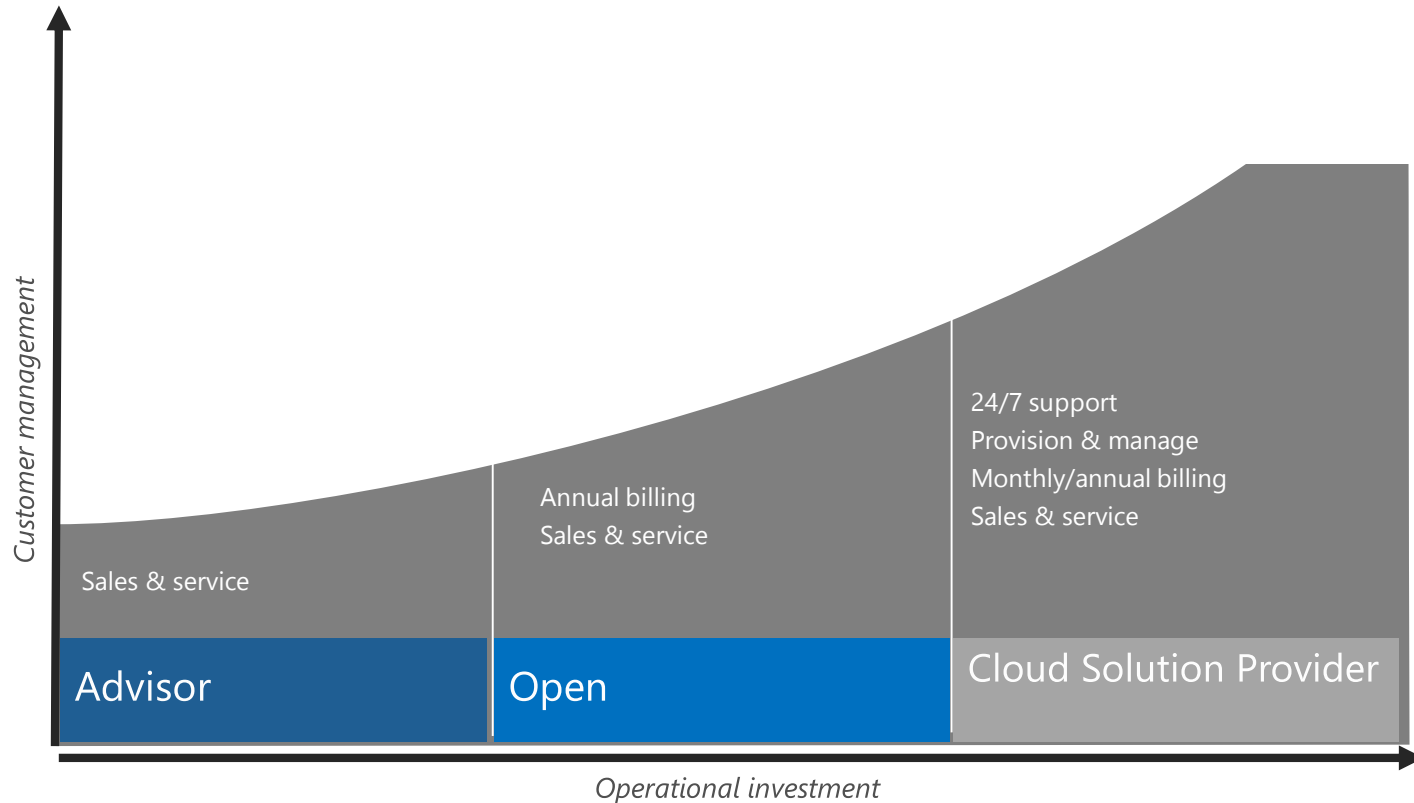 Customer management
Sales & service
Advisor
Annual billing
Sales & service
Open
24/7 support
Provision & manage
Monthly/annual billing
Sales & service
Cloud Solution Provider
Operational investment